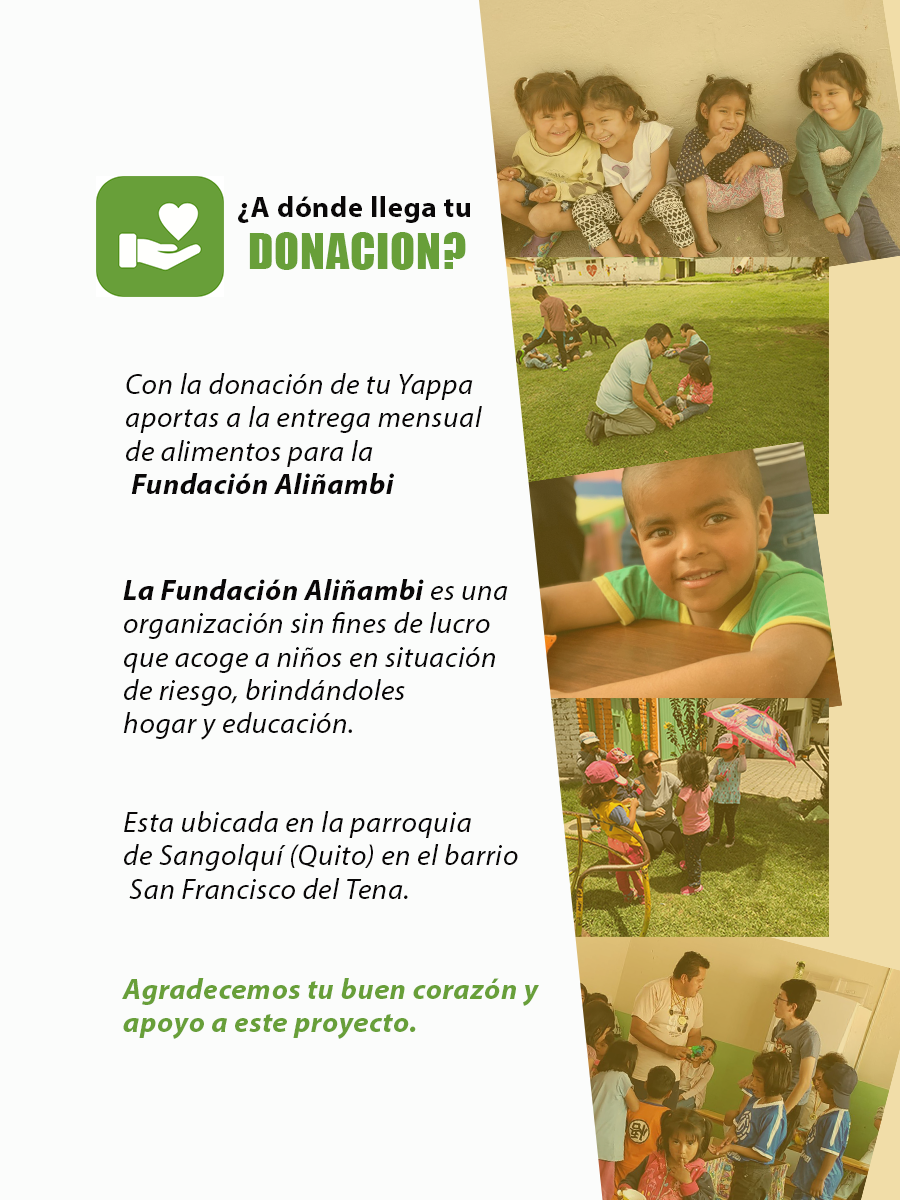 ¿A dónde llega tu
DONACION?
Con la donación de tu Yappa
aportas a la entrega mensual
de alimentos para la
Fundación Aliñambi
La Fundación Aliñambi es una
organización sin fines de lucro
que acoge a niños en situación
de riesgo, brindándoles
hogar y educación.
Esta ubicada en la parroquia
de Sangolquí (Quito) en el barrio
San Francisco del Tena.
Agradecemos tu buen corazón y
apoyo a este proyecto.